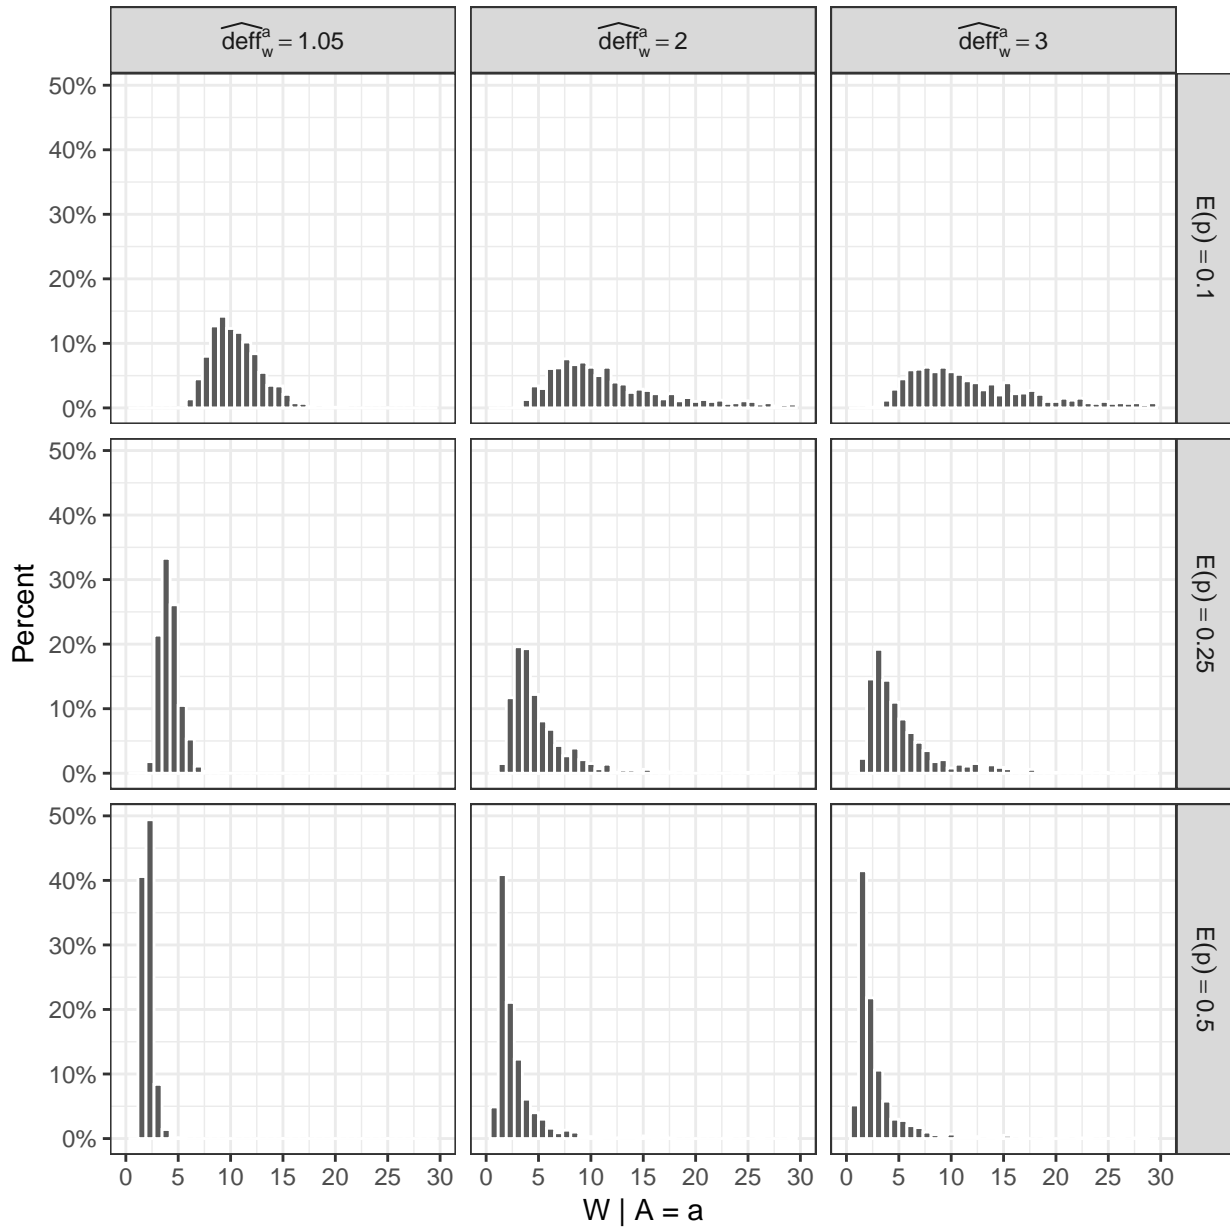 deff̂ᵃ_w = 1.05 deff̂ᵃ_w = 2 deff̂ᵃ_w = 3
50%
40%
30%
20%
10%
0%
E(p) = 0.1
50%
40%
30%
20%
10%
0%
E(p) = 0.25
Percent
50%
40%
30%
20%
10%
0%
E(p) = 0.5
0 5 10 15 20 25 30 0 5 10 15 20 25 30 0 5 10 15 20 25 30
W | A = a